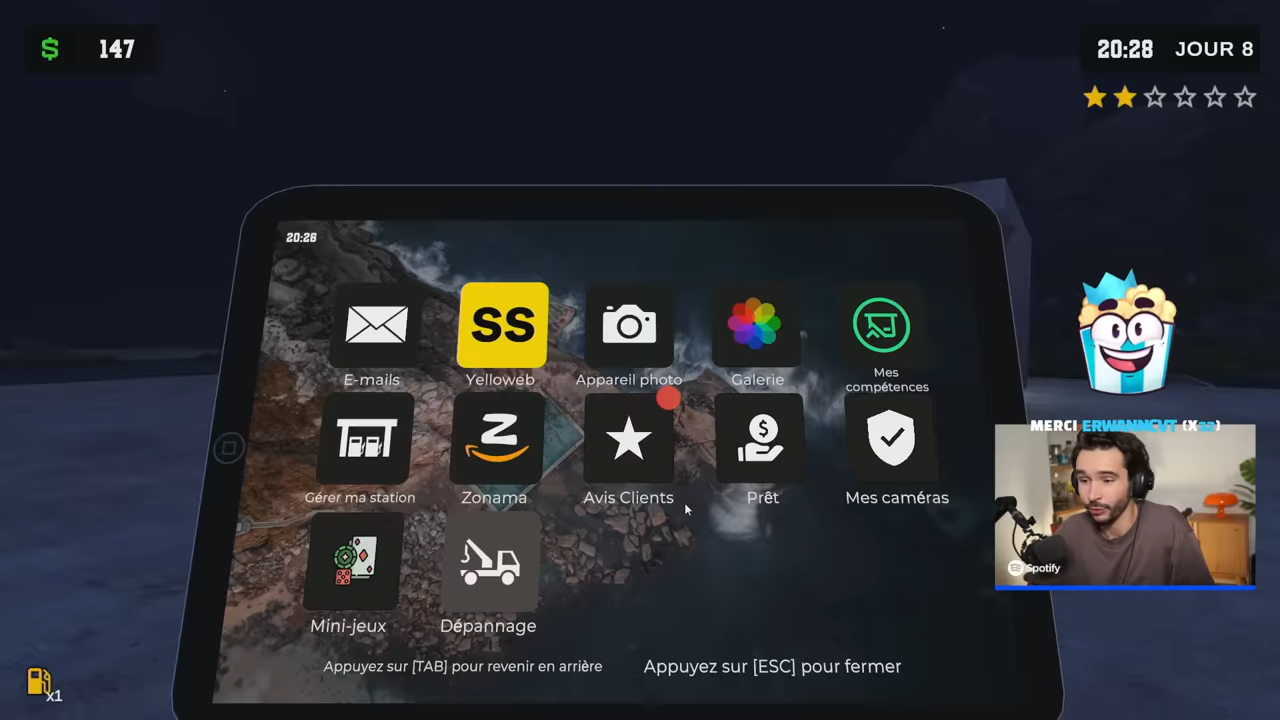 $ 147
20:28 JOUR 8
20:26
SS
E-mails
Yelloweb
Appareil photo
Galerie
Mes
compétences
Gérer ma station
Zonama
Avis Clients
Prêt
Mes caméras
MERCI ERWANNCVT (X22)
Spotify
Mini-jeux
Dépannage
Appuyez sur [TAB] pour revenir en arrière
Appuyez sur [ESC] pour fermer
x1